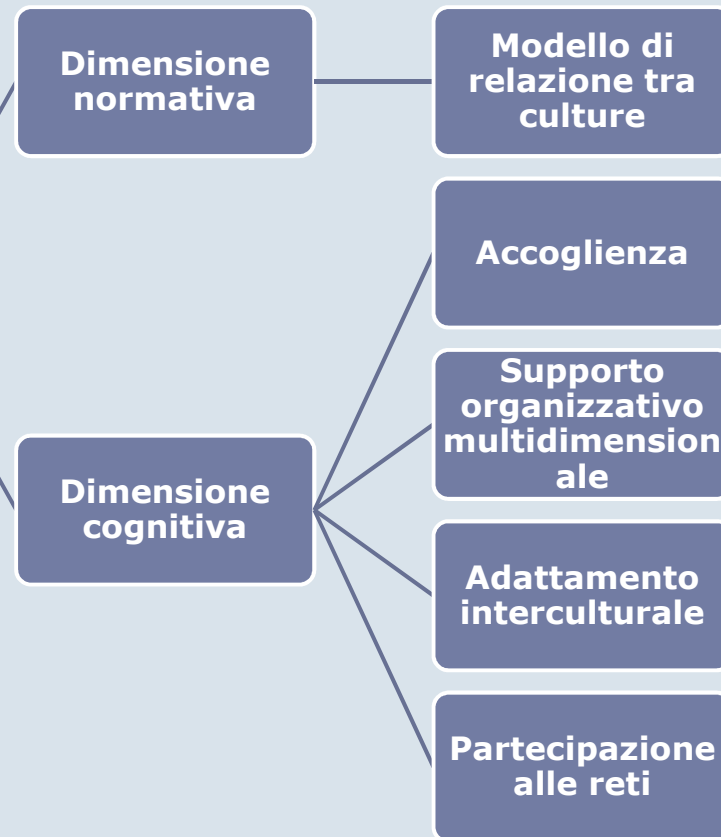 Dimensione
normativa
Modello di
relazione tra
culture
Accoglienza
Supporto
organizzativo
multidimension
ale
Dimensione
cognitiva
Adattamento
interculturale
Partecipazione
alle reti